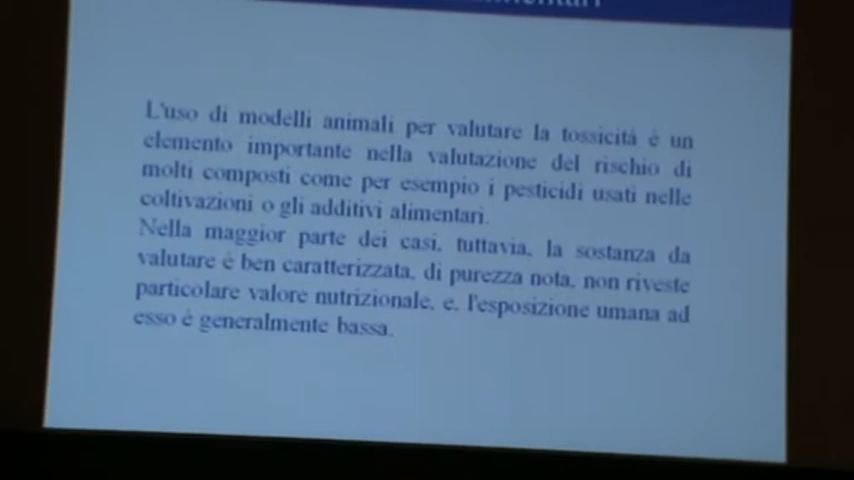 L'uso di modelli animali per valutare la tossicità è un
elemento importante nella valutazione del rischio di
molti composti come per esempio i pesticidi usati nelle
coltivazioni o gli additivi alimentari.
Nella maggior parte dei casi, tuttavia, la sostanza da
valutare è ben caratterizzata, di purezza nota, non riveste
particolare valore nutrizionale, e, l'esposizione umana ad
esso è generalmente bassa.